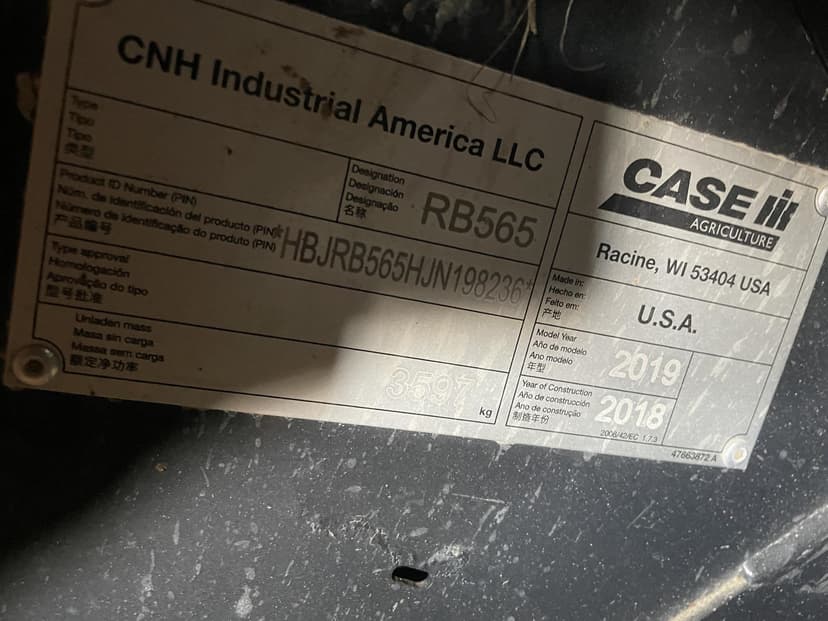 CNH Industrial America LLC
Type
Tipo
Tipo
类型
Designation
Designación
Designação
名称
RB565
Product ID Number (PIN)
Núm. de identificación del producto (PIN)
Número de identificação do produto (PIN)
产品编号
*HBJRB565HJN198236*
Type approval
Homologación
Aprovação do tipo
型号批准
Unladen mass
Masa sin carga
Massa sem carga
额定净功率
3597
kg
CASE IH
AGRICULTURE
Racine, WI 53404 USA
Made in:
Hecho en:
Feito em:
产地
U.S.A.
Model Year
Año de modelo
Ano modelo
年型
2019
Year of Construction
Año de construcción
Ano de construção
制造年份
2018
2006/42/EC 1.7.3
47663872 A